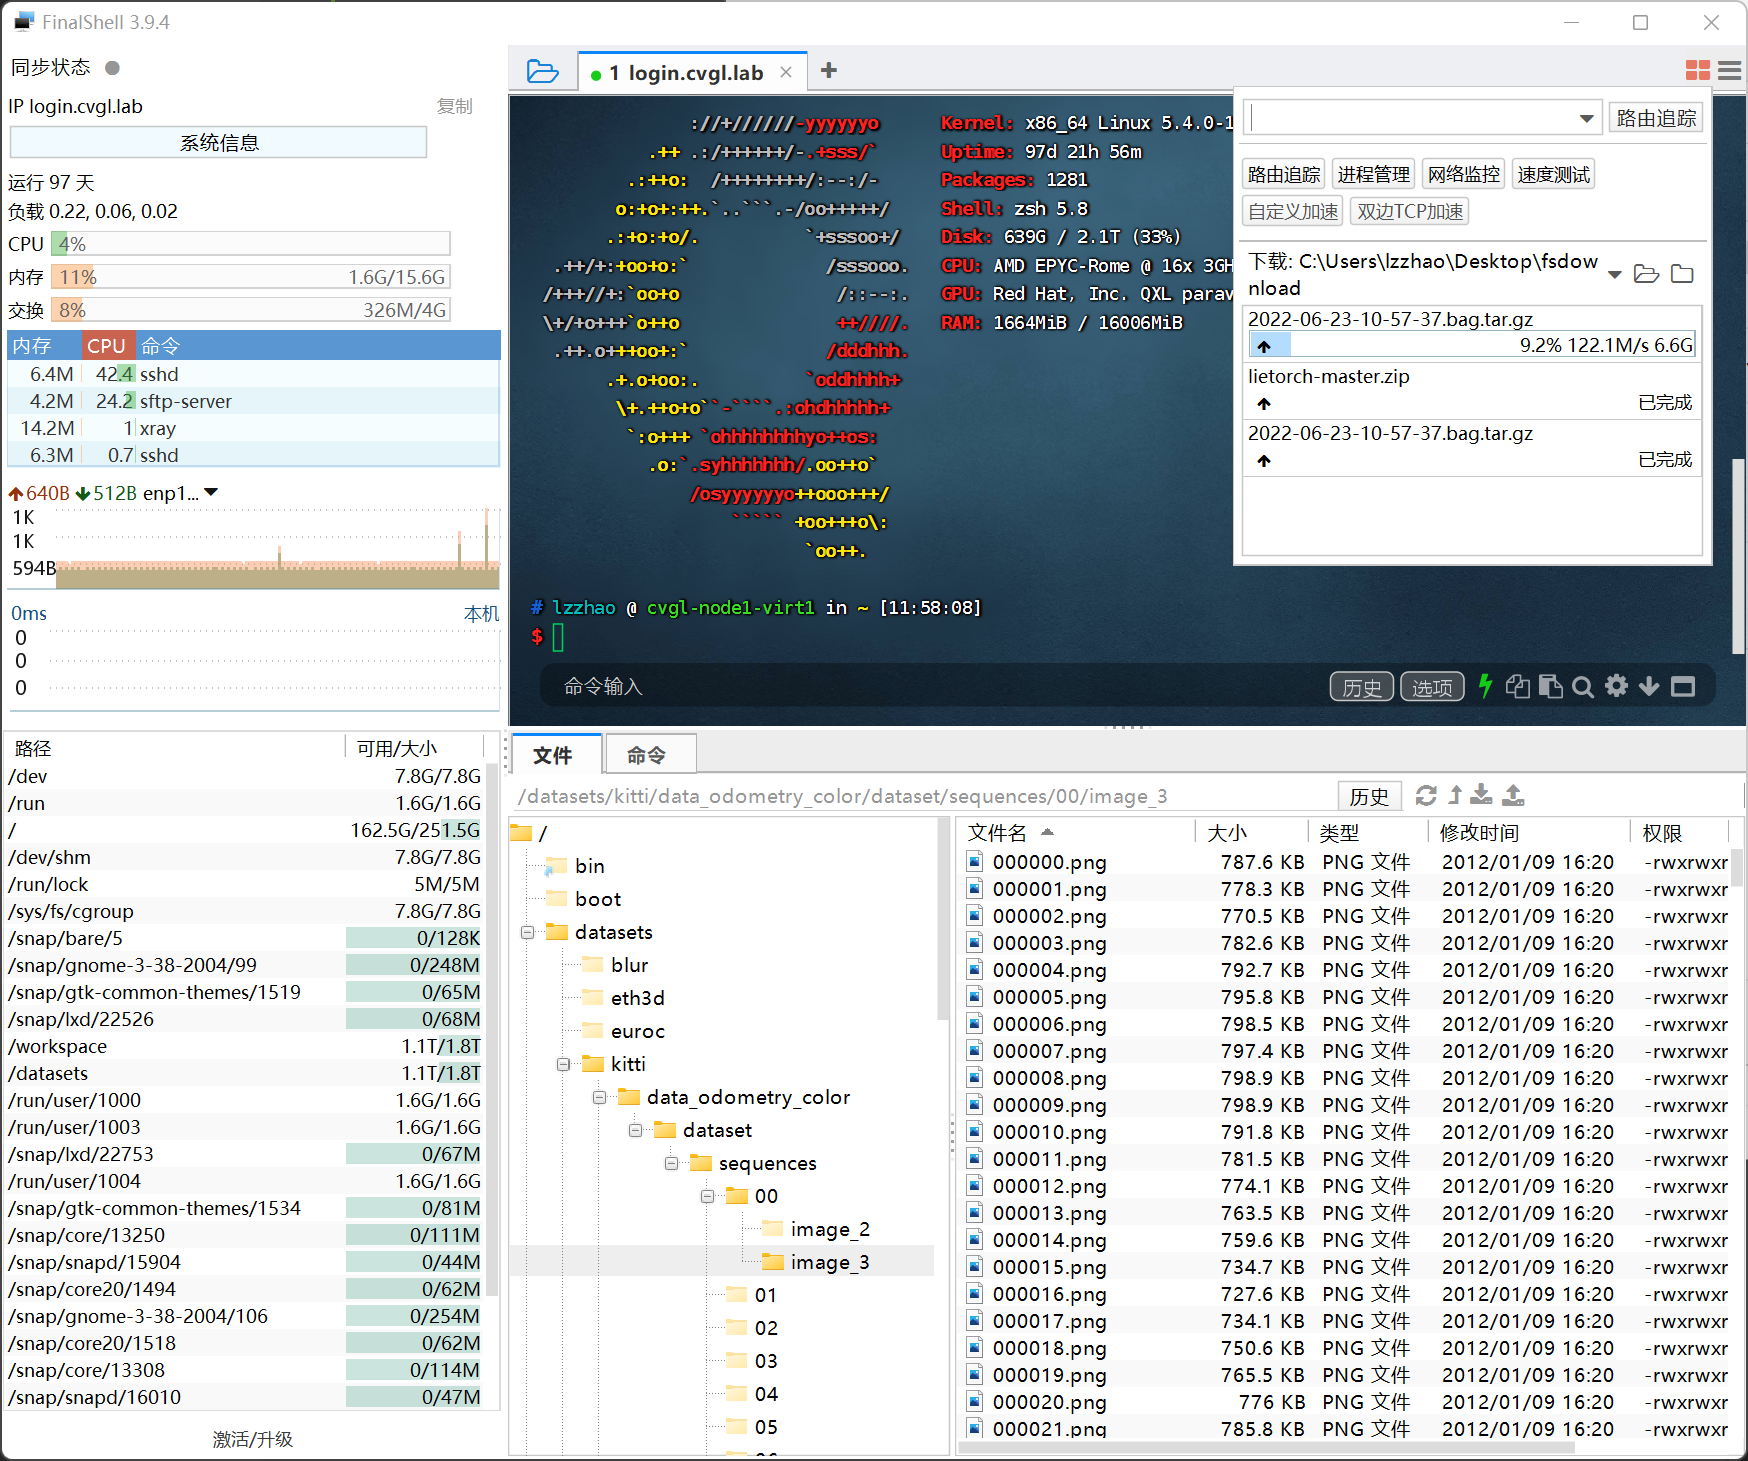 FinalShell 3.9.4
同步状态
IP login.cvgl.lab
复制
系统信息
运行 97 天
负载 0.22, 0.06, 0.02
CPU 4%
内存 11% 1.6G/15.6G
交换 8% 326M/4G
内存 CPU 命令
6.4M 42.4 sshd
4.2M 24.2 sftp-server
14.2M 1 xray
6.3M 0.7 sshd
640B 512B enp1...
1K
1K
594B
0ms 本机
0
0
0
路径 可用/大小
/dev 7.8G/7.8G
/run 1.6G/1.6G
/ 162.5G/251.5G
/dev/shm 7.8G/7.8G
/run/lock 5M/5M
/sys/fs/cgroup 7.8G/7.8G
/snap/bare/5 0/128K
/snap/gnome-3-38-2004/99 0/248M
/snap/gtk-common-themes/1519 0/65M
/snap/lxd/22526 0/68M
/workspace 1.1T/1.8T
/datasets 1.1T/1.8T
/run/user/1000 1.6G/1.6G
/run/user/1003 1.6G/1.6G
/snap/lxd/22753 0/67M
/run/user/1004 1.6G/1.6G
/snap/gtk-common-themes/1534 0/81M
/snap/core/13250 0/111M
/snap/snapd/15904 0/44M
/snap/core20/1494 0/62M
/snap/gnome-3-38-2004/106 0/254M
/snap/core20/1518 0/62M
/snap/core/13308 0/114M
/snap/snapd/16010 0/47M
激活/升级
1 login.cvgl.lab
://+//////-yyyyyyo Kernel: x86_64 Linux 5.4.0-1
.++ .:/++++++/-.+sss/` Uptime: 97d 21h 56m
.:++o: /++++++++/:--:/- Packages: 1281
o:+o+:++.`..```.-/oo+++++/ Shell: zsh 5.8
.:+o:+o/. `+sssoo+/ Disk: 639G / 2.1T (33%)
.++/+:+oo+o:` /sssooo. CPU: AMD EPYC-Rome @ 16x 3GH
/+++//+:`oo+o /::--:. GPU: Red Hat, Inc. QXL parav
\+/+o+++`o++o ++////. RAM: 1664MiB / 16006MiB
.++.o+++oo+:` /dddhhh.
.+.o+oo:. `oddhhhh+
\+.++o+o``-````.:ohdhhhhh+
`:o+++ `ohhhhhhhhyo++os:
.o:`.syhhhhhhh/.oo++o`
/osyyyyyyo++ooo+++/
````` +oo+++o\:
`oo++.
# lzzhao @ cvgl-node1-virt1 in ~ [11:58:08]
$
命令输入
历史 选项
路由追踪
路由追踪 进程管理 网络监控 速度测试
自定义加速 双边TCP加速
下载: C:\Users\lzzhao\Desktop\fsdow
nload
2022-06-23-10-57-37.bag.tar.gz
9.2% 122.1M/s 6.6G
lietorch-master.zip
已完成
2022-06-23-10-57-37.bag.tar.gz
已完成
文件 命令
/datasets/kitti/data_odometry_color/dataset/sequences/00/image_3
历史
/
bin
boot
datasets
blur
eth3d
euroc
kitti
data_odometry_color
dataset
sequences
00
image_2
image_3
01
02
03
04
05
文件名 大小 类型 修改时间 权限
000000.png 787.6 KB PNG 文件 2012/01/09 16:20 -rwxrwxr
000001.png 778.3 KB PNG 文件 2012/01/09 16:20 -rwxrwxr
000002.png 770.5 KB PNG 文件 2012/01/09 16:20 -rwxrwxr
000003.png 782.6 KB PNG 文件 2012/01/09 16:20 -rwxrwxr
000004.png 792.7 KB PNG 文件 2012/01/09 16:20 -rwxrwxr
000005.png 795.8 KB PNG 文件 2012/01/09 16:20 -rwxrwxr
000006.png 798.5 KB PNG 文件 2012/01/09 16:20 -rwxrwxr
000007.png 797.4 KB PNG 文件 2012/01/09 16:20 -rwxrwxr
000008.png 798.9 KB PNG 文件 2012/01/09 16:20 -rwxrwxr
000009.png 798.9 KB PNG 文件 2012/01/09 16:20 -rwxrwxr
000010.png 791.8 KB PNG 文件 2012/01/09 16:20 -rwxrwxr
000011.png 781.5 KB PNG 文件 2012/01/09 16:20 -rwxrwxr
000012.png 774.1 KB PNG 文件 2012/01/09 16:20 -rwxrwxr
000013.png 763.5 KB PNG 文件 2012/01/09 16:20 -rwxrwxr
000014.png 759.6 KB PNG 文件 2012/01/09 16:20 -rwxrwxr
000015.png 734.7 KB PNG 文件 2012/01/09 16:20 -rwxrwxr
000016.png 727.6 KB PNG 文件 2012/01/09 16:20 -rwxrwxr
000017.png 734.1 KB PNG 文件 2012/01/09 16:20 -rwxrwxr
000018.png 750.6 KB PNG 文件 2012/01/09 16:20 -rwxrwxr
000019.png 765.5 KB PNG 文件 2012/01/09 16:20 -rwxrwxr
000020.png 776 KB PNG 文件 2012/01/09 16:20 -rwxrwxr
000021.png 785.8 KB PNG 文件 2012/01/09 16:20 -rwxrwxr